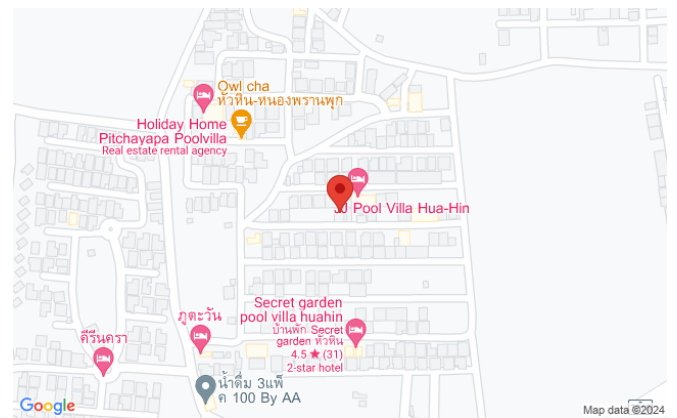 Owl cha
หัวหิน-หนองพรานพุก
Holiday Home
Pitchayapa Poolvilla
Real estate rental agency
JJ Pool Villa Hua-Hin
Secret garden
pool villa huahin
บ้านพัก Secret
garden หัวหิน
4.5 ★ (31)
2-star hotel
ภูตะวัน
คีรีนครา
น้ำดื่ม 3แพ็
ค 100 By AA
Google
Map data ©2024